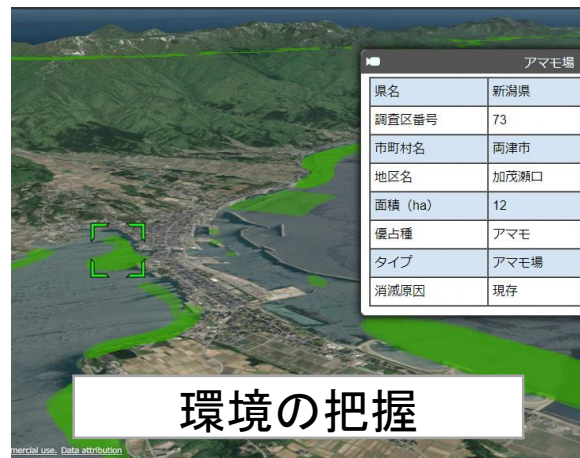 アマモ場
県名 新潟県
調査区番号 73
市町村名 両津市
地区名 加茂瀬口
面積（ha） 12
優占種 アマモ
タイプ アマモ場
消滅原因 現存
環境の把握
mercial use. Data attribution